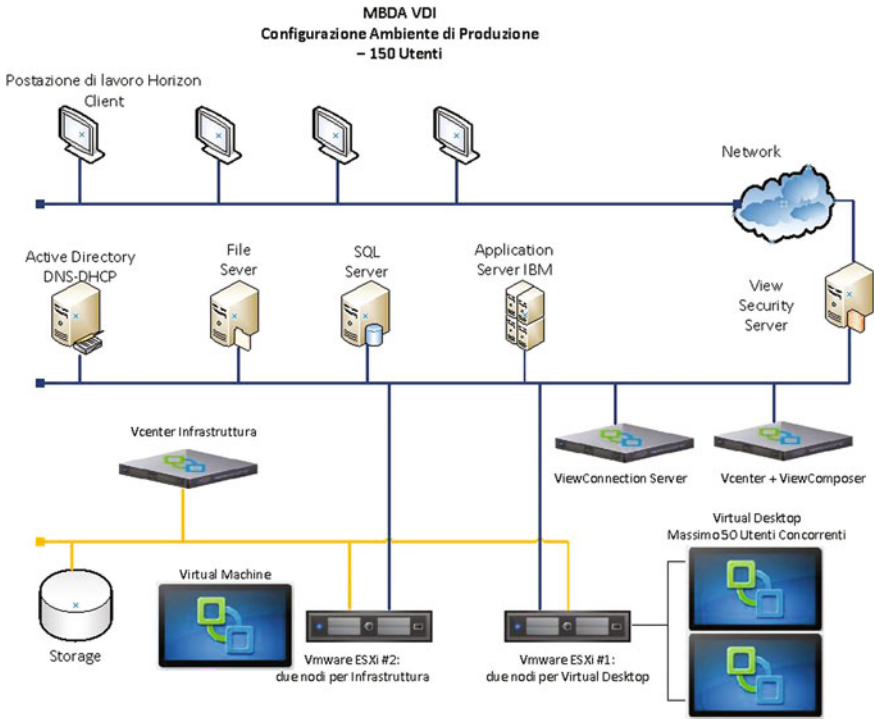 MBDA VDI
Configurazione Ambiente di Produzione
– 150 Utenti
Postazione di lavoro Horizon
Client
Network
Active Directory
DNS-DHCP
File
Sever
SQL
Server
Application
Server IBM
View
Security
Server
Vcenter Infrastruttura
ViewConnection Server
Vcenter + ViewComposer
Virtual Desktop
Massimo 50 Utenti Concorrenti
Virtual Machine
Storage
Vmware ESXi #2:
due nodi per Infrastruttura
Vmware ESXi #1:
due nodi per Virtual Desktop